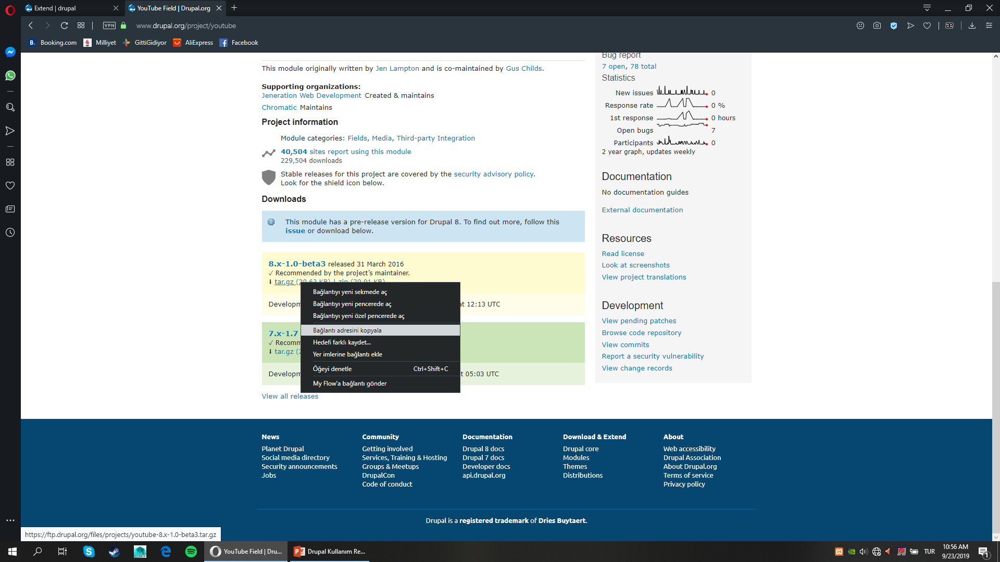 Extend | drupal
YouTube Field | Drupal.org
VPN
www.drupal.org/project/youtube
Booking.com
Milliyet
GittiGidiyor
AliExpress
Facebook
This module originally written by Jen Lampton and is co-maintained by Gus Childs.
Supporting organizations:
Jeneration Web Development Created & maintains
Chromatic Maintains
Project information
Module categories: Fields, Media, Third-party Integration
40,504 sites report using this module
229,504 downloads
Stable releases for this project are covered by the security advisory policy.
Look for the shield icon below.
Downloads
This module has a pre-release version for Drupal 8. To find out more, follow this
issue or download below.
8.x-1.0-beta3 released 31 March 2016
✓ Recommended by the project's maintainer.
tar.gz (29.63 KB) | zip (29.91 KB)
at 12:13 UTC
7.x-1.7
tar.gz
05:03 UTC
View all releases
Bağlantıyı yeni sekmede aç
Bağlantıyı yeni pencerede aç
Bağlantıyı yeni özel pencerede aç
Bağlantı adresini kopyala
Hedefi farklı kaydet...
Yer imlerine bağlantı ekle
Öğeyi denetle Ctrl+Shift+C
My Flow'a bağlantı gönder
Bug report
7 open, 78 total
Statistics
New issues 0
Response rate 0 %
1st response 0 hours
Open bugs 7
Participants 0
2 year graph, updates weekly
Documentation
No documentation guides
External documentation
Resources
Read license
Look at screenshots
View project translations
Development
View pending patches
Browse code repository
View commits
Report a security vulnerability
View change records
News
Planet Drupal
Social media directory
Security announcements
Jobs
Community
Getting involved
Services, Training & Hosting
Groups & Meetups
DrupalCon
Code of conduct
Documentation
Drupal 8 docs
Drupal 7 docs
Developer docs
api.drupal.org
Download & Extend
Drupal core
Modules
Themes
Distributions
About
Web accessibility
Drupal Association
About Drupal.org
Terms of service
Privacy policy
Drupal is a registered trademark of Dries Buytaert.
https://ftp.drupal.org/files/projects/youtube-8.x-1.0-beta3.tar.gz
YouTube Field | Dru...
Drupal Kullanım Re...
TUR
10:56 AM
9/23/2019
1